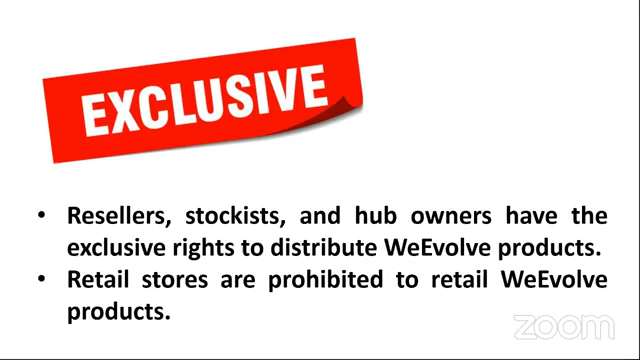 EXCLUSIVE
• Resellers, stockists, and hub owners have the
exclusive rights to distribute WeEvolve products.
• Retail stores are prohibited to retail WeEvolve
products.
zoom